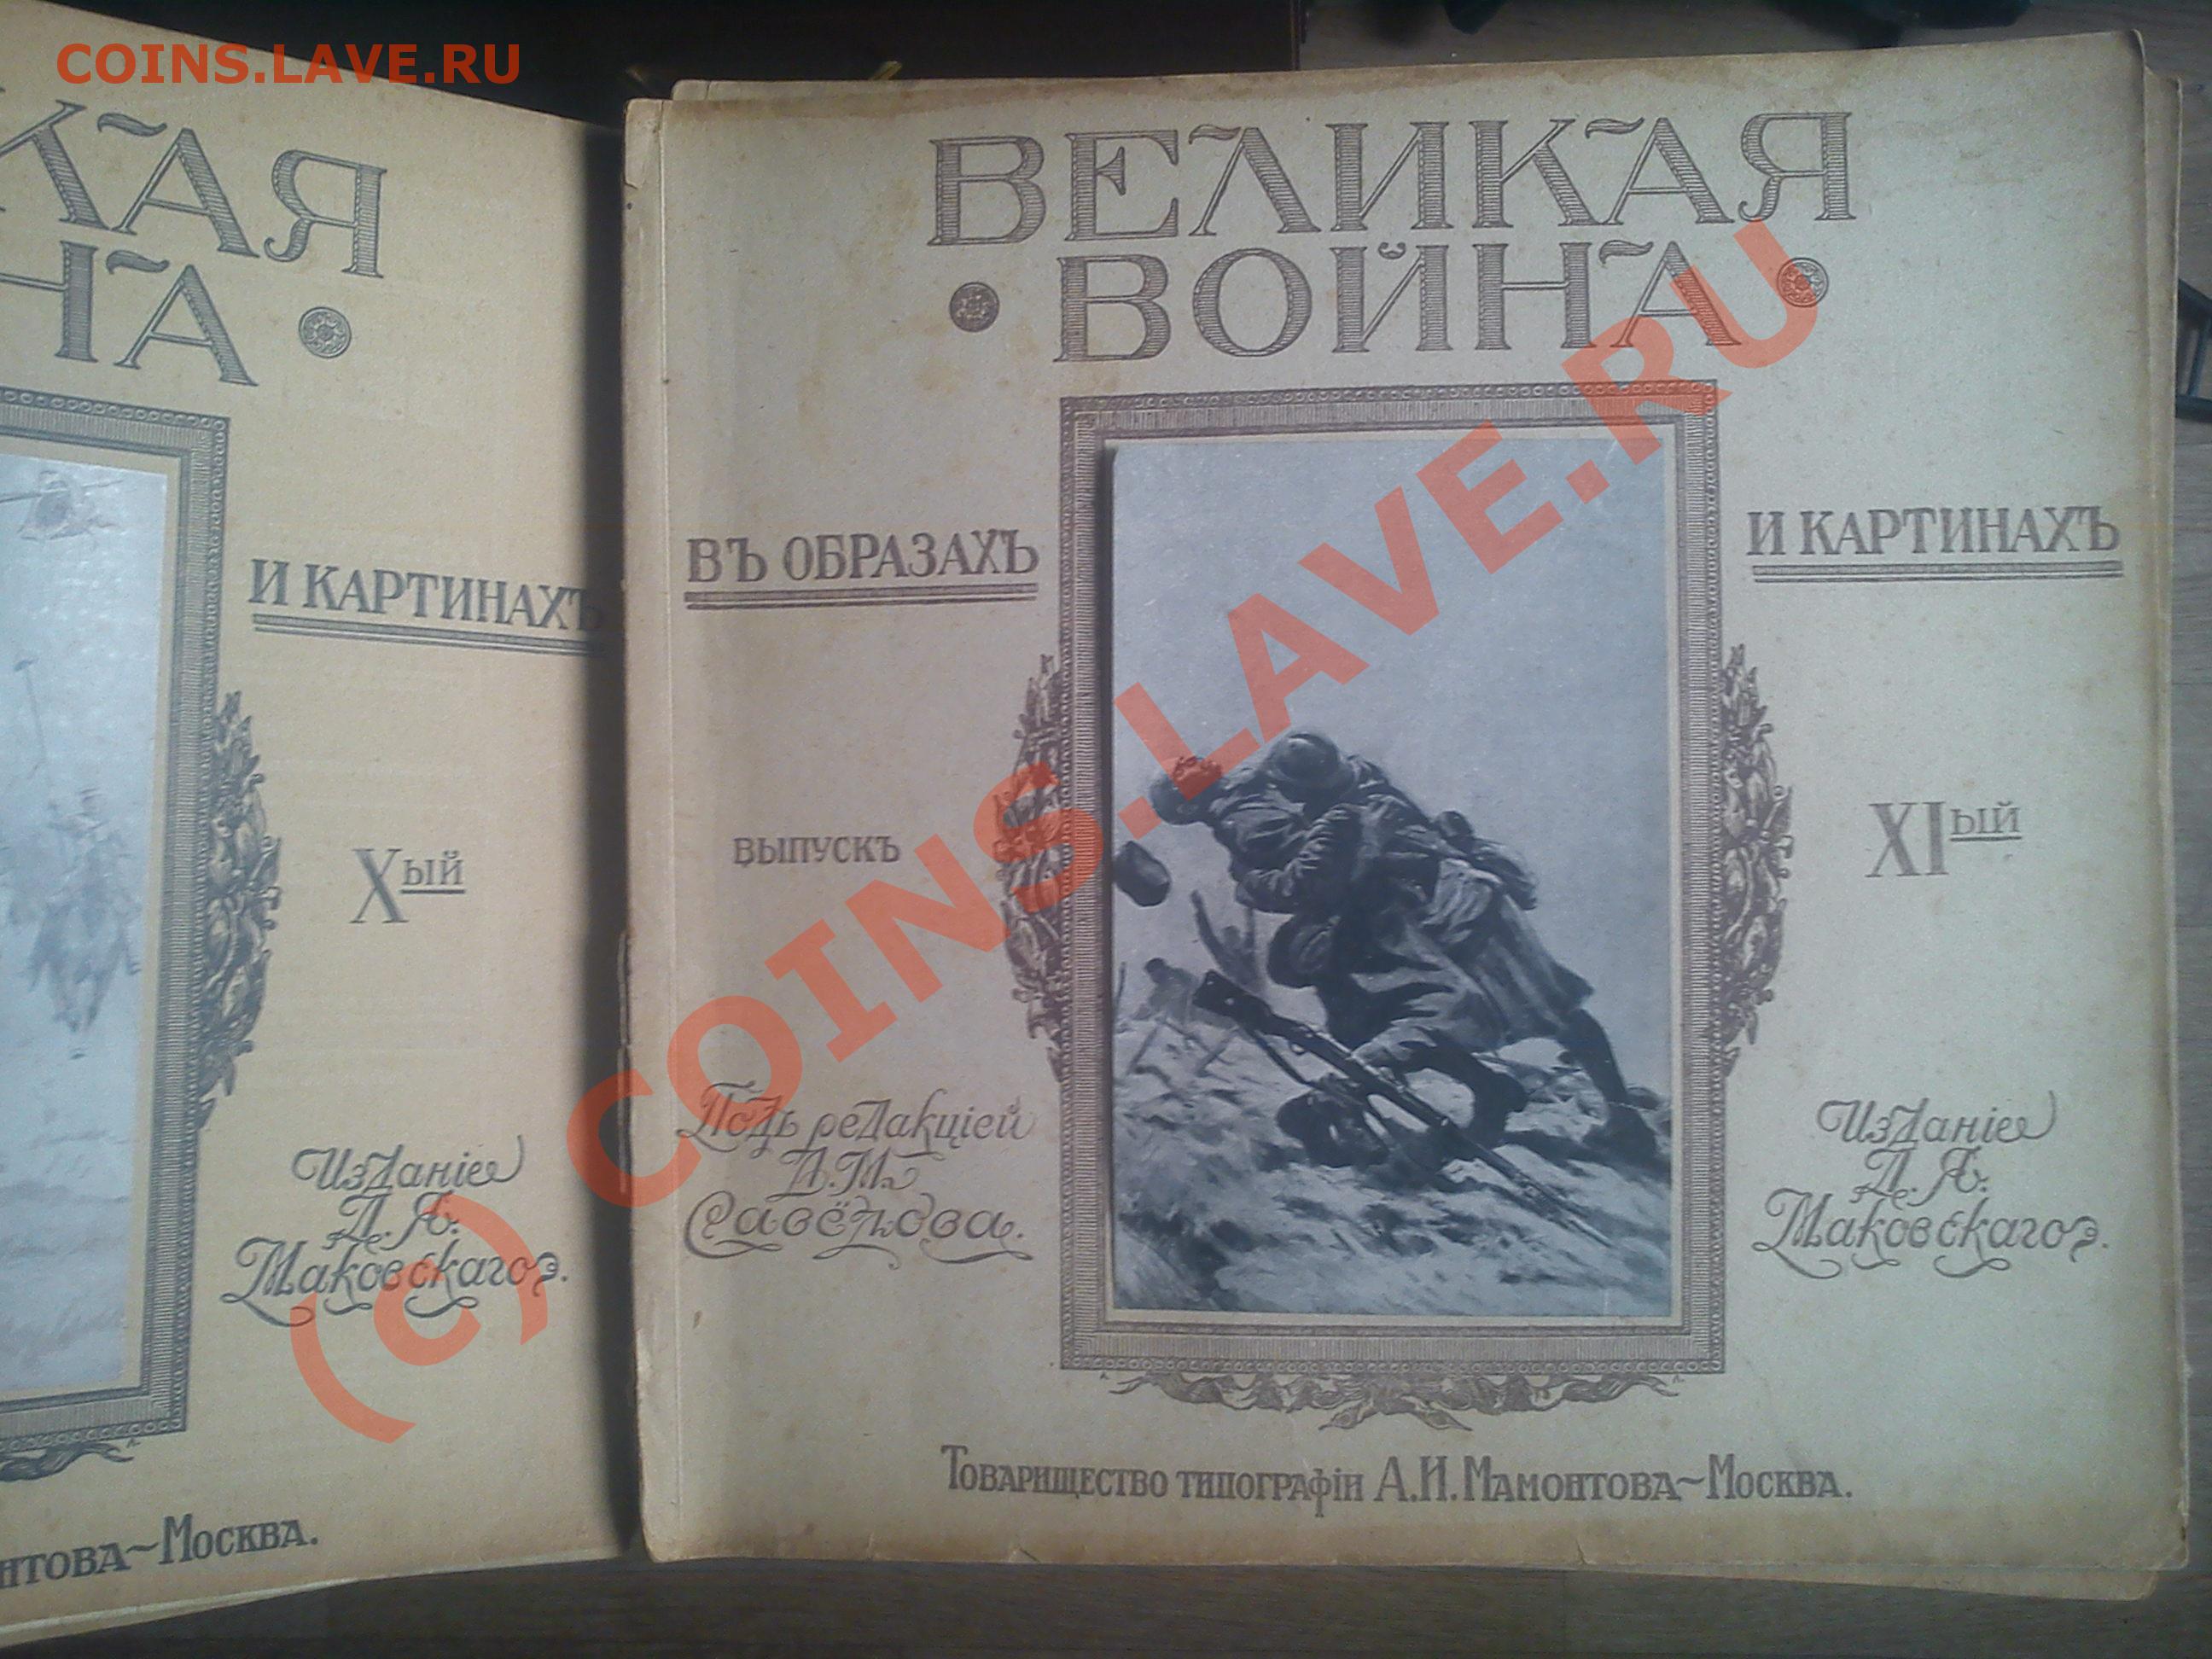 COINS.LAVE.RU
КАЯ
НА
И КАРТИНАХЪ
Xый
Изданіе
Д. Я.
Маковскаго.
нтова~Москва.
ВЕЛИКАЯ
ВОЙНА
ВЪ ОБРАЗАХЪ
И КАРТИНАХЪ
ВЫПУСКЪ
XIый
Подъ редакціей
Л. М.
Савёлова.
Изданіе
Д. Я.
Маковскаго.
Товарищество типографіи А. И. Мамонтова~Москва.
(c) COINS.LAVE.RU